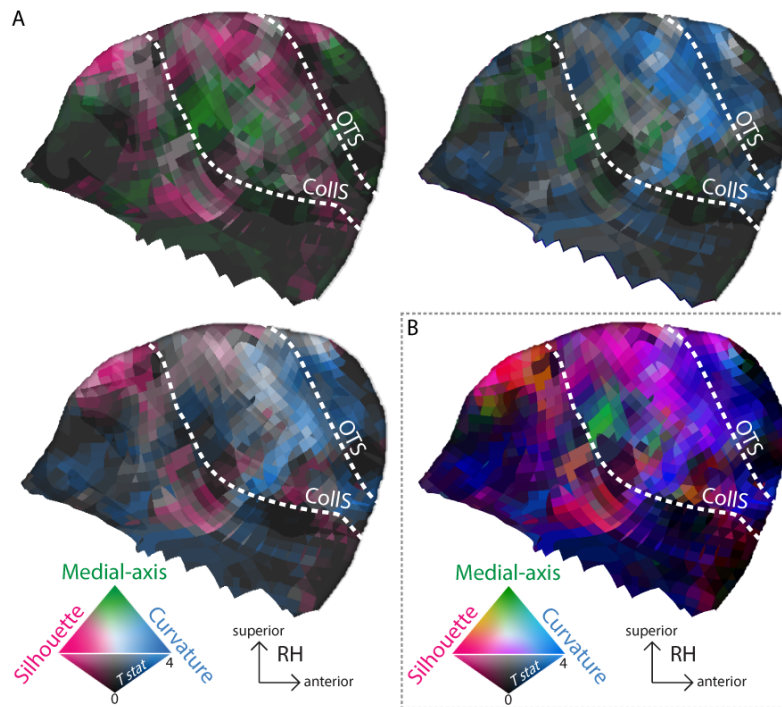 A
OTS
CollS
OTS
CollS
B
OTS
CollS
OTS
CollS
Medial-axis
Silhouette
Curvature
T stat
4
0
superior
RH
anterior
Medial-axis
Silhouette
Curvature
T stat
4
0
superior
RH
anterior